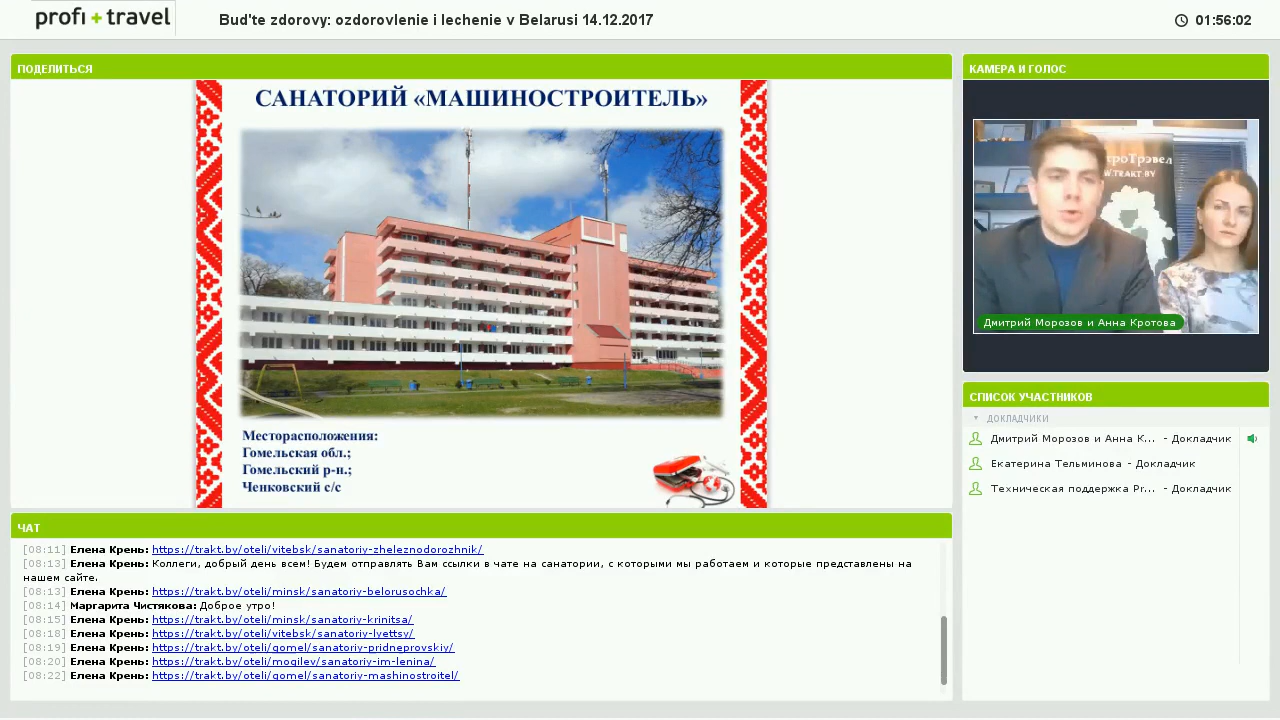 profi + travel
Bud'te zdorovy: ozdorovlenie i lechenie v Belarusi 14.12.2017
01:56:02
ПОДЕЛИТЬСЯ
САНАТОРИЙ «МАШИНОСТРОИТЕЛЬ»
Месторасположения:
Гомельская обл.;
Гомельский р-н.;
Ченковский с/с
КАМЕРА И ГОЛОС
WW.TRAKT.BY
Дмитрий Морозов и Анна Кротова
СПИСОК УЧАСТНИКОВ
ДОКЛАДЧИКИ
Дмитрий Морозов и Анна К... - Докладчик
Екатерина Тельминова - Докладчик
Техническая поддержка Pr... - Докладчик
ЧАТ
[08:11] Елена Крень: https://trakt.by/oteli/vitebsk/sanatoriy-zheleznodorozhnik/
[08:13] Елена Крень: Коллеги, добрый день всем! Будем отправлять Вам ссылки в чате на санатории, с которыми мы работаем и которые представлены на
нашем сайте.
[08:13] Елена Крень: https://trakt.by/oteli/minsk/sanatoriy-belorusochka/
[08:14] Маргарита Чистякова: Доброе утро!
[08:15] Елена Крень: https://trakt.by/oteli/minsk/sanatoriy-krinitsa/
[08:18] Елена Крень: https://trakt.by/oteli/vitebsk/sanatoriy-lyettsy/
[08:19] Елена Крень: https://trakt.by/oteli/gomel/sanatoriy-pridneprovskiy/
[08:20] Елена Крень: https://trakt.by/oteli/mogilev/sanatoriy-im-lenina/
[08:22] Елена Крень: https://trakt.by/oteli/gomel/sanatoriy-mashinostroitel/